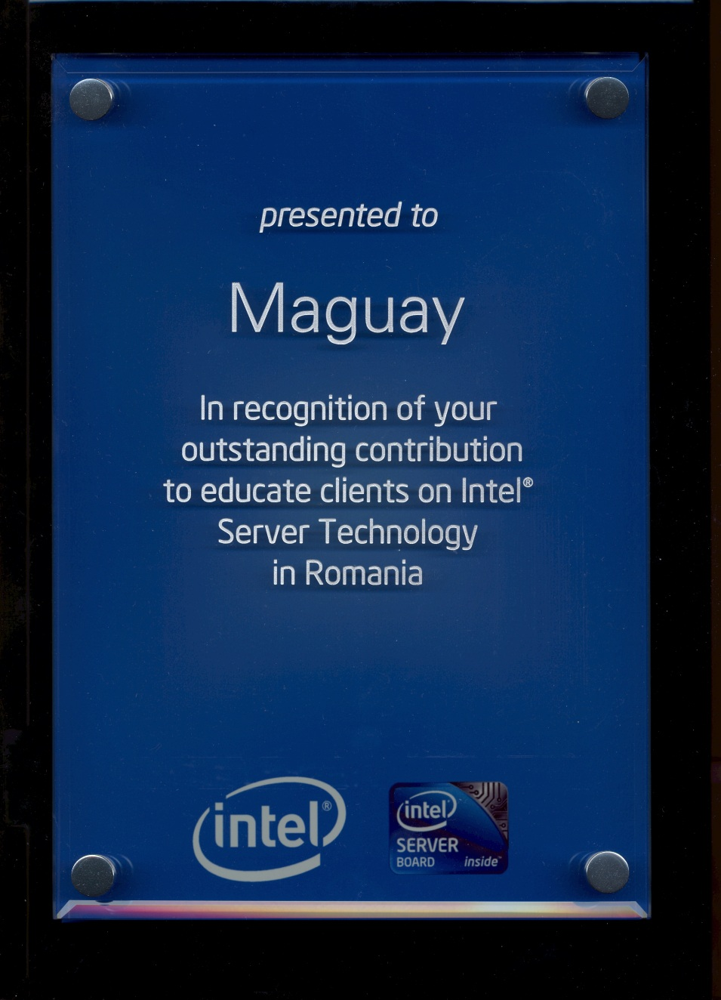 presented to
Maguay
In recognition of your
outstanding contribution
to educate clients on Intel®
Server Technology
in Romania
intel®
intel
SERVER
BOARD inside™